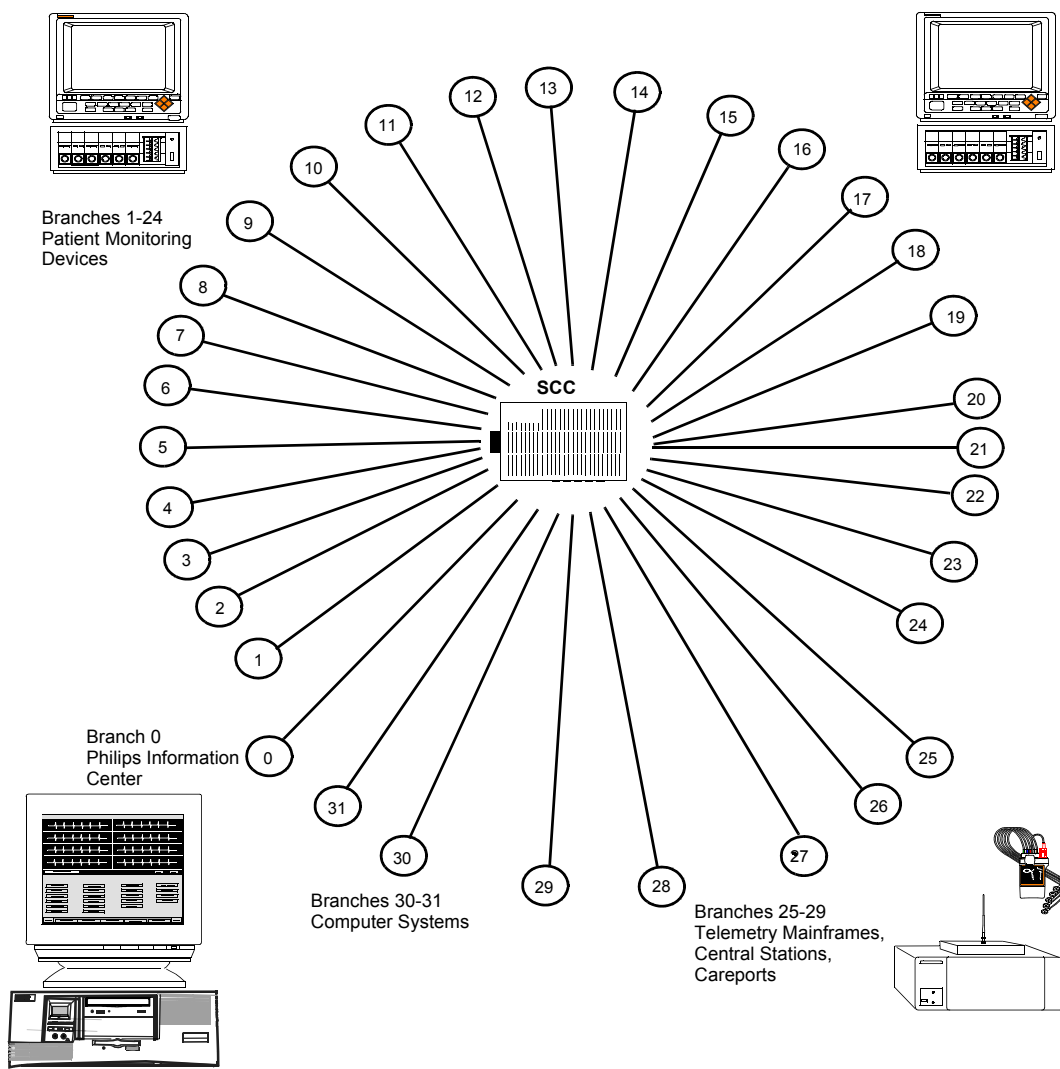 13
12
14
11
15
16
10
17
Branches 1-24
Patient Monitoring
Devices
9
18
8
19
7
SCC
6
20
5
21
4
22
3
23
2
24
1
Branch 0
Philips Information
Center
0
25
31
26
30
27
29
28
Branches 30-31
Computer Systems
Branches 25-29
Telemetry Mainframes,
Central Stations,
Careports